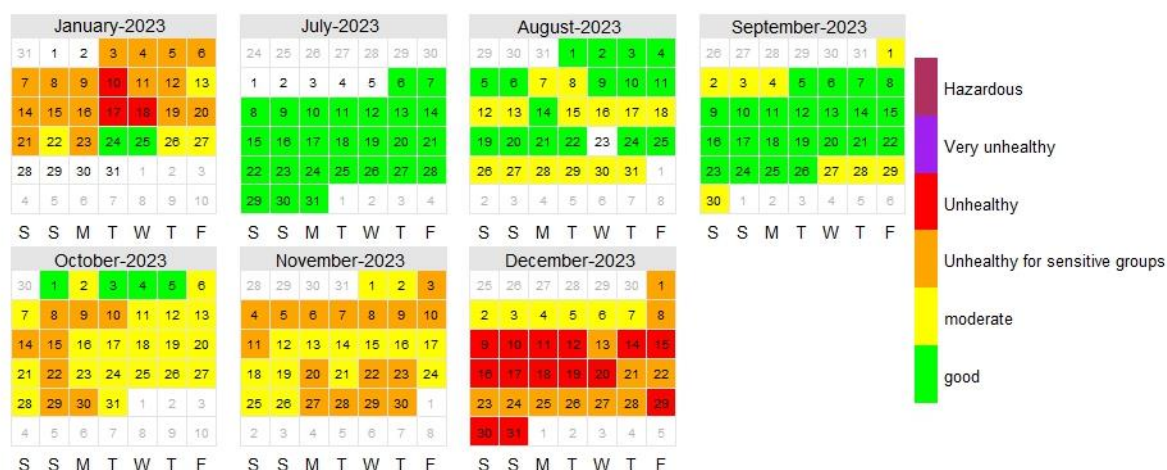 January-2023
31 1 2 3 4 5 6
7 8 9 10 11 12 13
14 15 16 17 18 19 20
21 22 23 24 25 26 27
28 29 30 31 1 2 3
4 5 6 7 8 9 10
S S M T W T F
July-2023
24 25 26 27 28 29 30
1 2 3 4 5 6 7
8 9 10 11 12 13 14
15 16 17 18 19 20 21
22 23 24 25 26 27 28
29 30 31 1 2 3 4
S S M T W T F
August-2023
29 30 31 1 2 3 4
5 6 7 8 9 10 11
12 13 14 15 16 17 18
19 20 21 22 23 24 25
26 27 28 29 30 31 1
2 3 4 5 6 7 8
S S M T W T F
September-2023
26 27 28 29 30 31 1
2 3 4 5 6 7 8
9 10 11 12 13 14 15
16 17 18 19 20 21 22
23 24 25 26 27 28 29
30 1 2 3 4 5 6
S S M T W T F
October-2023
30 1 2 3 4 5 6
7 8 9 10 11 12 13
14 15 16 17 18 19 20
21 22 23 24 25 26 27
28 29 30 31 1 2 3
4 5 6 7 8 9 10
S S M T W T F
November-2023
28 29 30 31 1 2 3
4 5 6 7 8 9 10
11 12 13 14 15 16 17
18 19 20 21 22 23 24
25 26 27 28 29 30 1
2 3 4 5 6 7 8
S S M T W T F
December-2023
25 26 27 28 29 30 1
2 3 4 5 6 7 8
9 10 11 12 13 14 15
16 17 18 19 20 21 22
23 24 25 26 27 28 29
30 31 1 2 3 4 5
S S M T W T F
Hazardous
Very unhealthy
Unhealthy
Unhealthy for sensitive groups
moderate
good